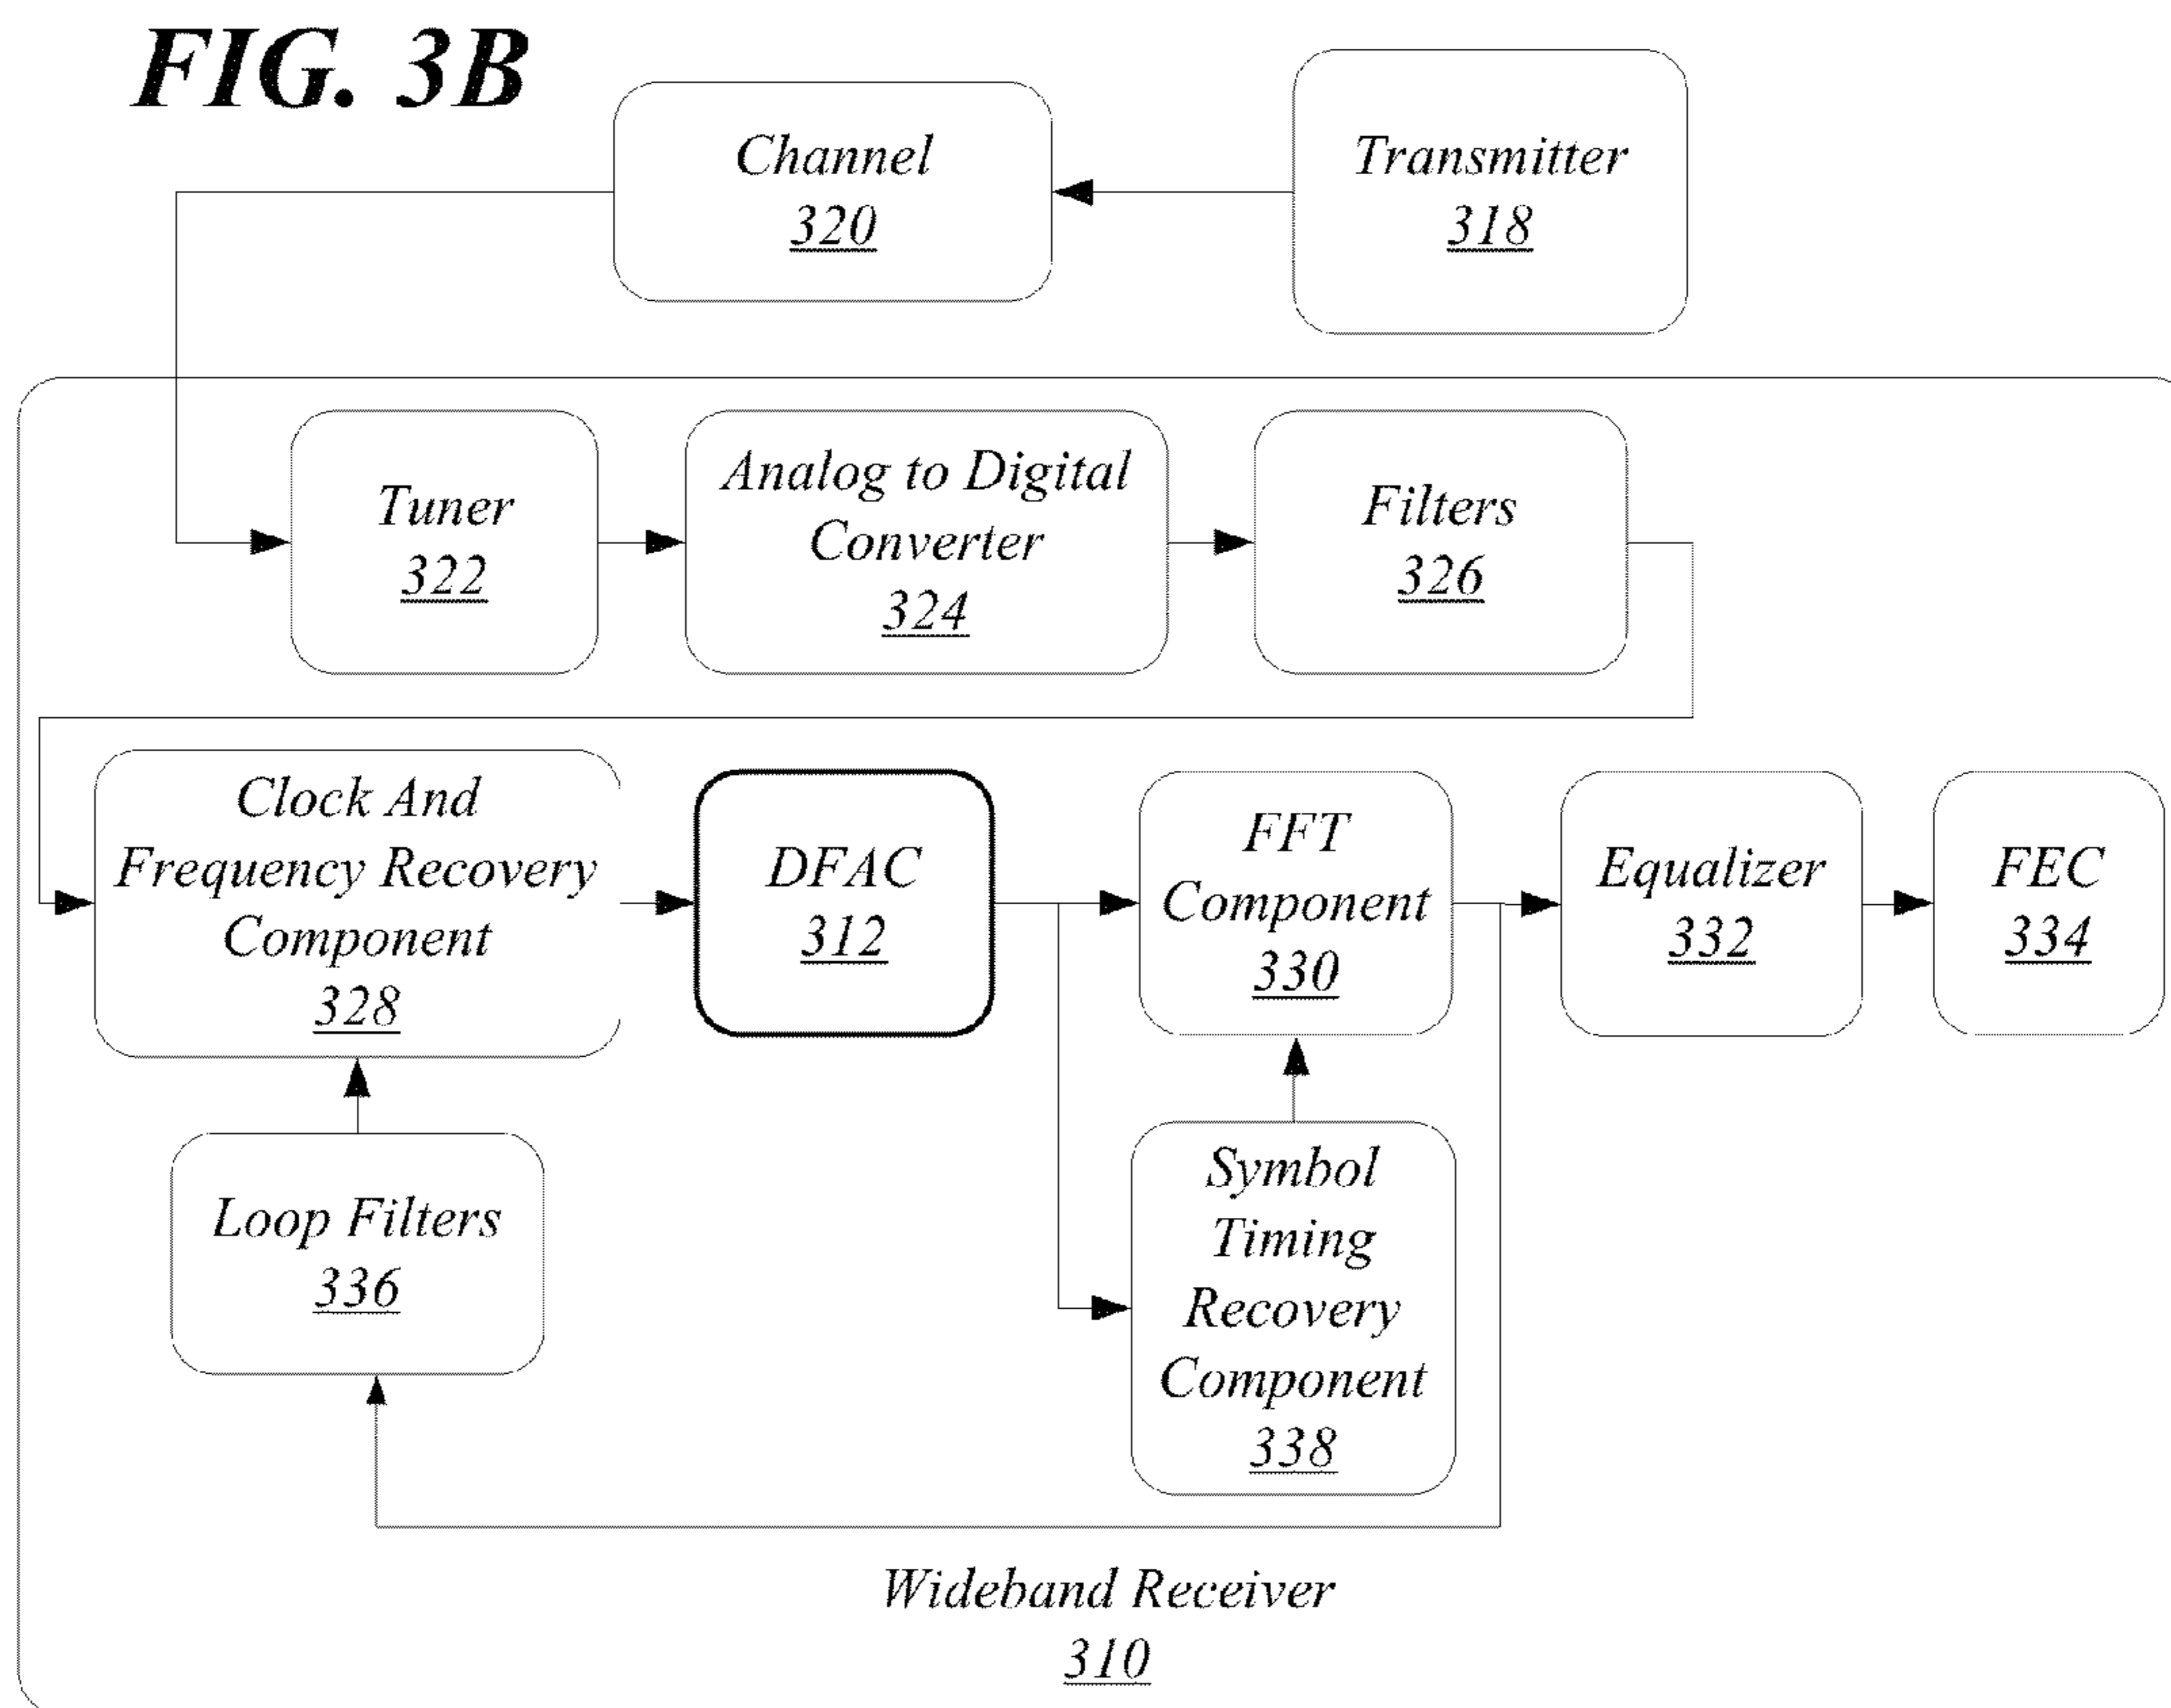 FIG. 3B
Channel
320
Transmitter
318
Tuner
322
Analog to Digital
Converter
324
Filters
326
Clock And
Frequency Recovery
Component
328
DFAC
312
FFT
Component
330
Equalizer
332
FEC
334
Loop Filters
336
Symbol
Timing
Recovery
Component
338
Wideband Receiver
310